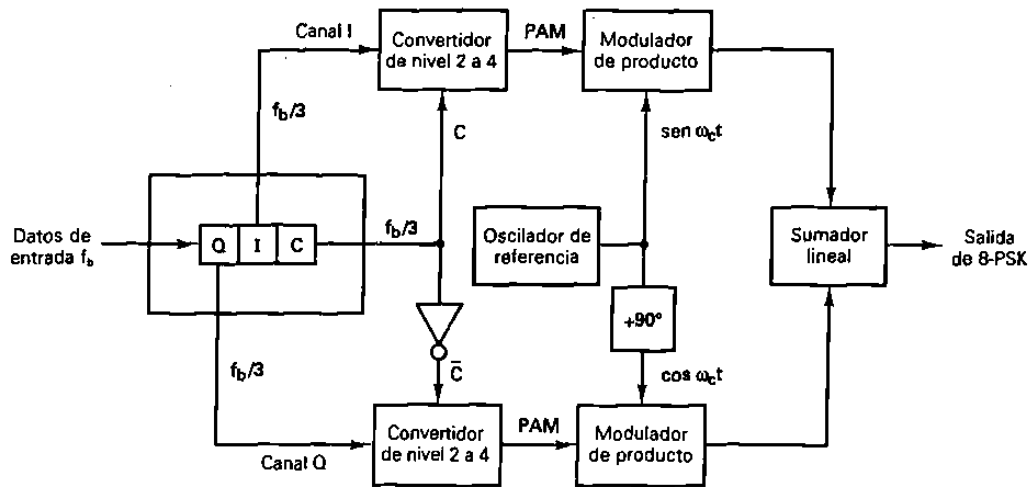 Canal I
Convertidor
de nivel 2 a 4
PAM
Modulador
de producto
f_b/3
C
sen ω_c t
Datos de
entrada f_b
Q I C
f_b/3
Oscilador de
referencia
Sumador
lineal
Salida
de 8-PSK
+90°
f_b/3
C̄
cos ω_c t
Canal Q
Convertidor
de nivel 2 a 4
PAM
Modulador
de producto